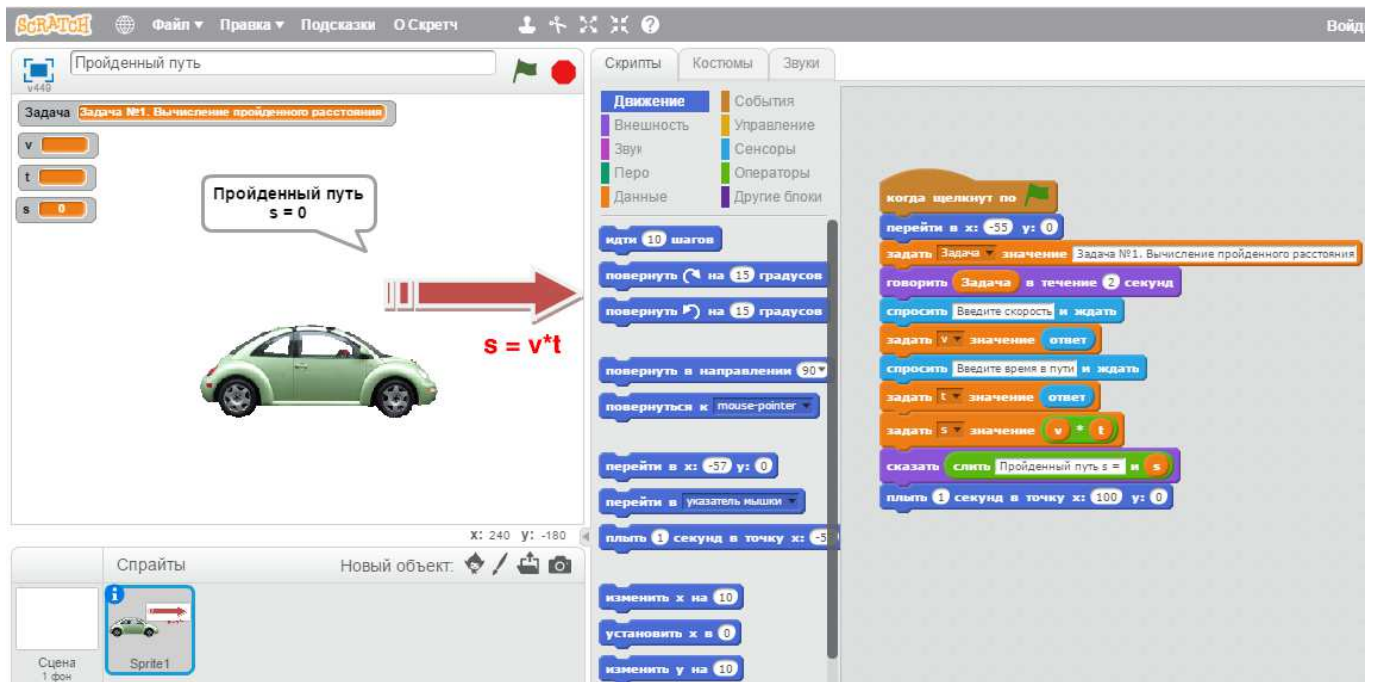 SCRATCH Файл Правка Подсказки О Скретч Войд
Пройденный путь
v449
Задача Задача №1. Вычисление пройденного расстояния
v
t
s 0
Пройденный путь
s = 0
s = v*t
x: 240 y: -180
Спрайты Новый объект:
Сцена
1 фон
Sprite1
Скрипты Костюмы Звуки
Движение События
Внешность Управление
Звук Сенсоры
Перо Операторы
Данные Другие блоки
идти 10 шагов
повернуть на 15 градусов
повернуть на 15 градусов
повернуть в направлении 90
повернуться к mouse-pointer
перейти в x: -57 y: 0
перейти в указатель мышки
плыть 1 секунд в точку x: -5
изменить x на 10
установить x в 0
изменить y на 10
когда щелкнут по
перейти в x: -55 y: 0
задать Задача значение Задача №1. Вычисление пройденного расстояния
говорить Задача в течение 2 секунд
спросить Введите скорость и ждать
задать v значение ответ
спросить Введите время в пути и ждать
задать t значение ответ
задать s значение v * t
сказать слить Пройденный путь s = и s
плыть 1 секунд в точку x: 100 y: 0